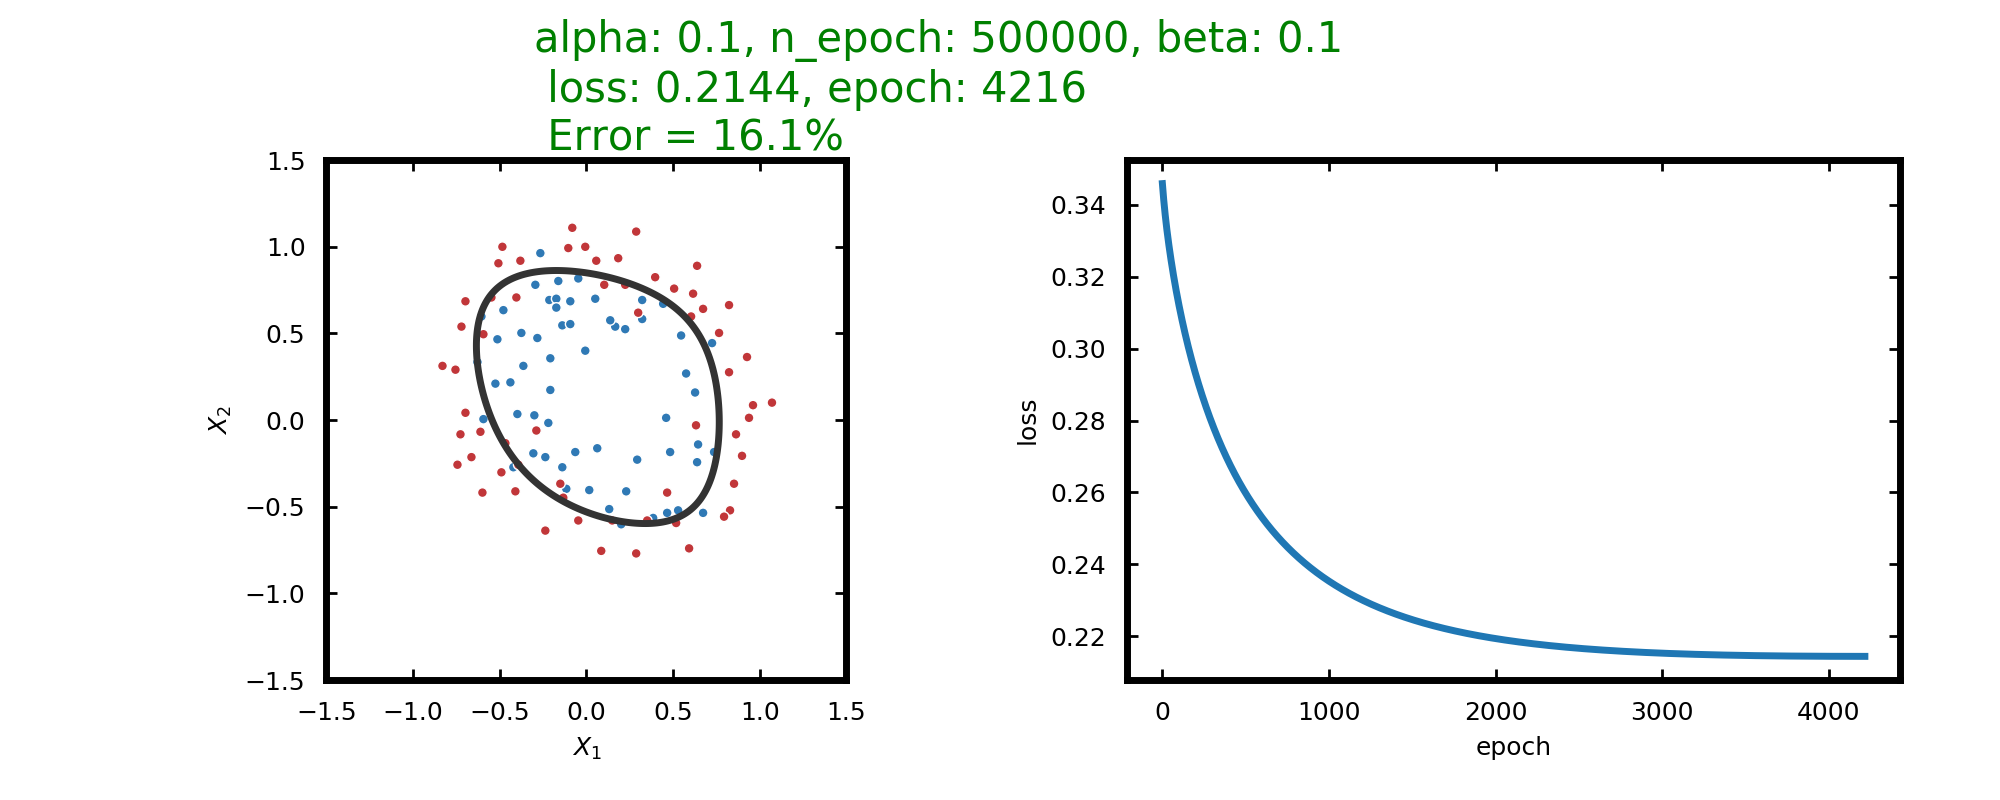 alpha: 0.1, n_epoch: 500000, beta: 0.1
loss: 0.2144, epoch: 4216
Error = 16.1%
1.5
1.0
0.5
0.0
−0.5
−1.0
−1.5
X₂
−1.5 −1.0 −0.5 0.0 0.5 1.0 1.5
X₁
0.34
0.32
0.30
0.28
0.26
0.24
0.22
loss
0 1000 2000 3000 4000
epoch